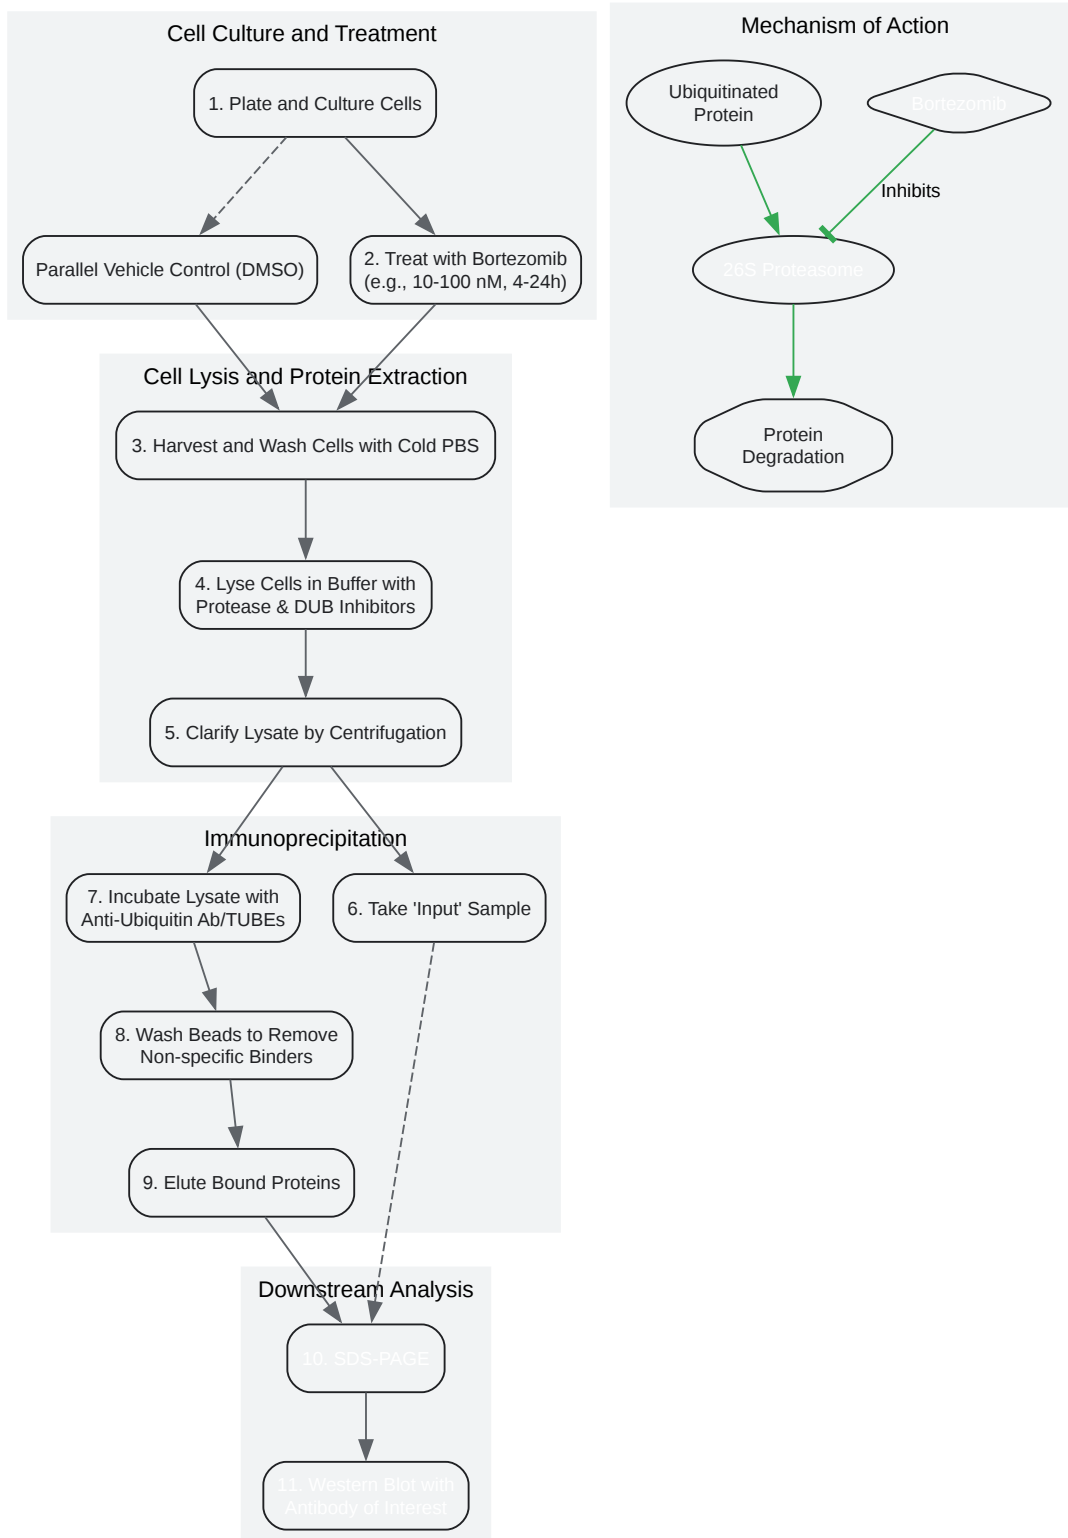 Cell Culture and Treatment
1. Plate and Culture Cells
Parallel Vehicle Control (DMSO)
2. Treat with Bortezomib
(e.g., 10-100 nM, 4-24h)
Cell Lysis and Protein Extraction
3. Harvest and Wash Cells with Cold PBS
4. Lyse Cells in Buffer with
Protease & DUB Inhibitors
5. Clarify Lysate by Centrifugation
Immunoprecipitation
7. Incubate Lysate with
Anti-Ubiquitin Ab/TUBEs
6. Take 'Input' Sample
8. Wash Beads to Remove
Non-specific Binders
9. Elute Bound Proteins
Downstream Analysis
10. SDS-PAGE
11. Western Blot with
Antibody of Interest
Mechanism of Action
Ubiquitinated
Protein
Bortezomib
Inhibits
26S Proteasome
Protein
Degradation